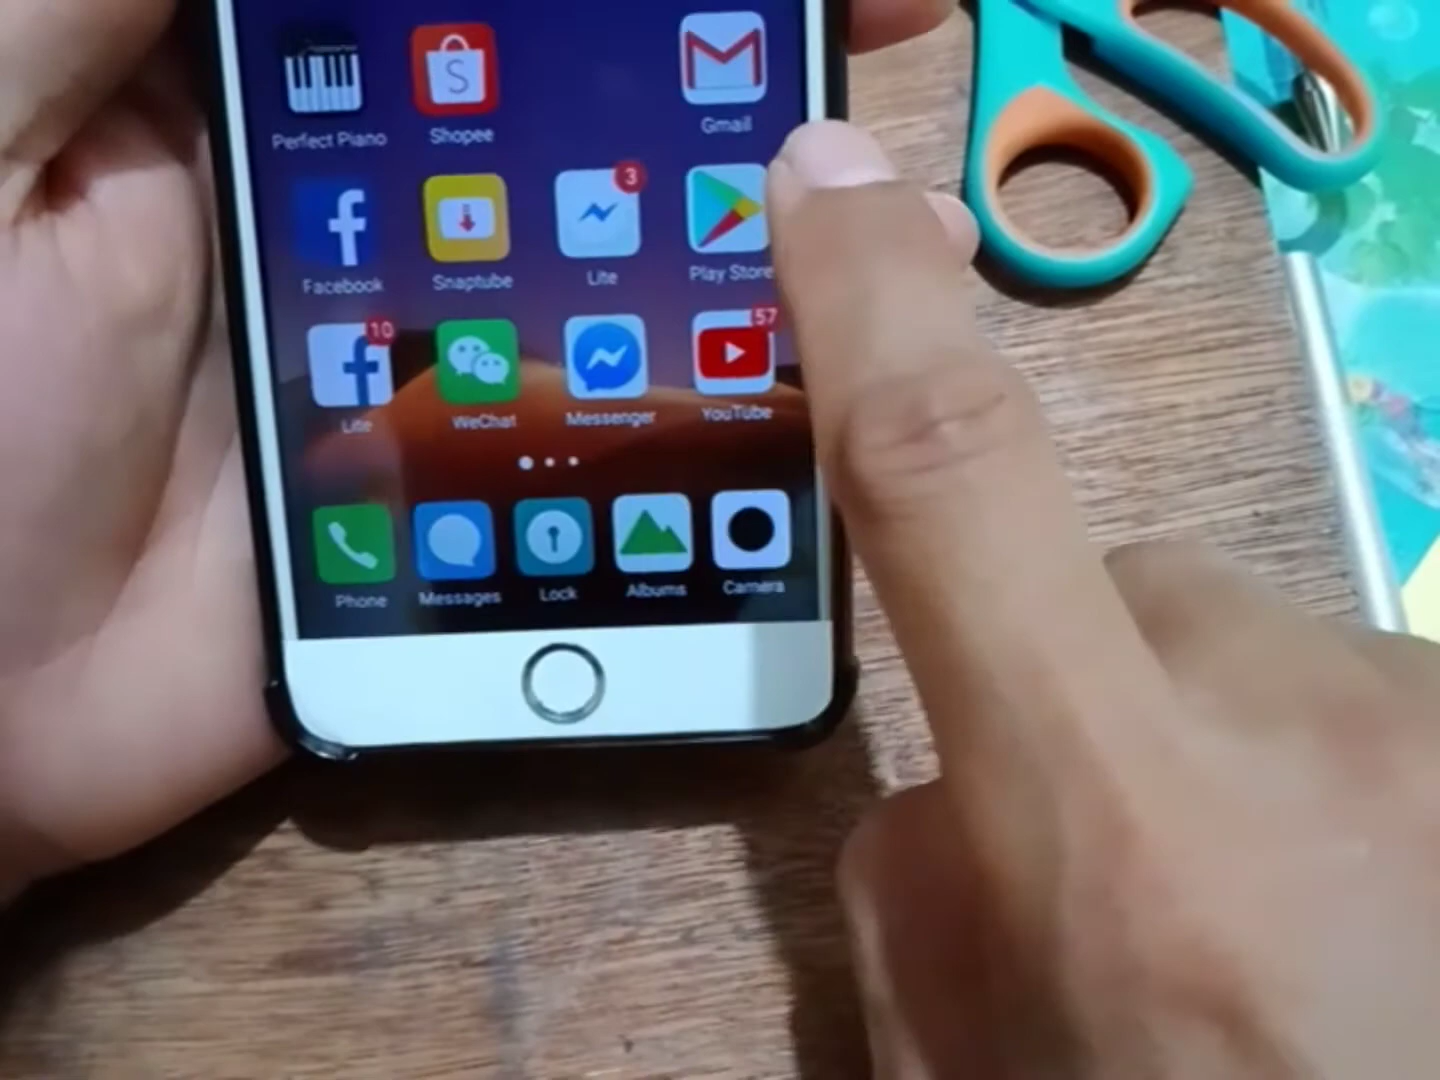 Perfect Piano
S
Shopee
Gmail
Facebook
Snaptube
3
Lite
Play Store
10
Lite
WeChat
Messenger
57
YouTube
Phone
Messages
Lock
Albums
Camera